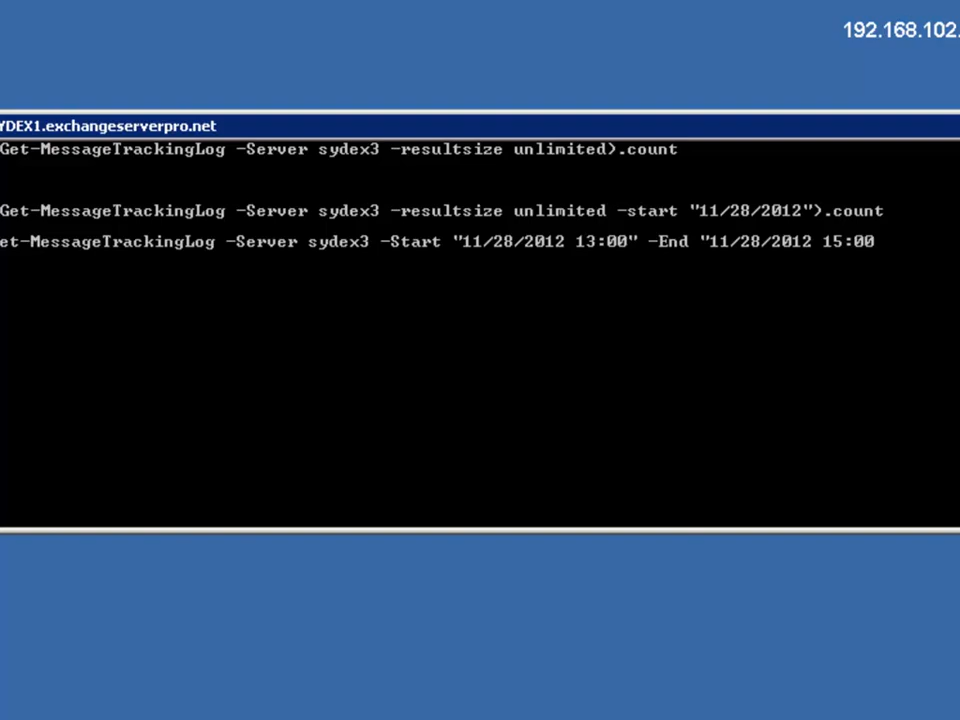 192.168.102.
YDEX1.exchangeserverpro.net
Get-MessageTrackingLog -Server sydex3 -resultsize unlimited).count
Get-MessageTrackingLog -Server sydex3 -resultsize unlimited -start "11/28/2012").count
et-MessageTrackingLog -Server sydex3 -Start "11/28/2012 13:00" -End "11/28/2012 15:00